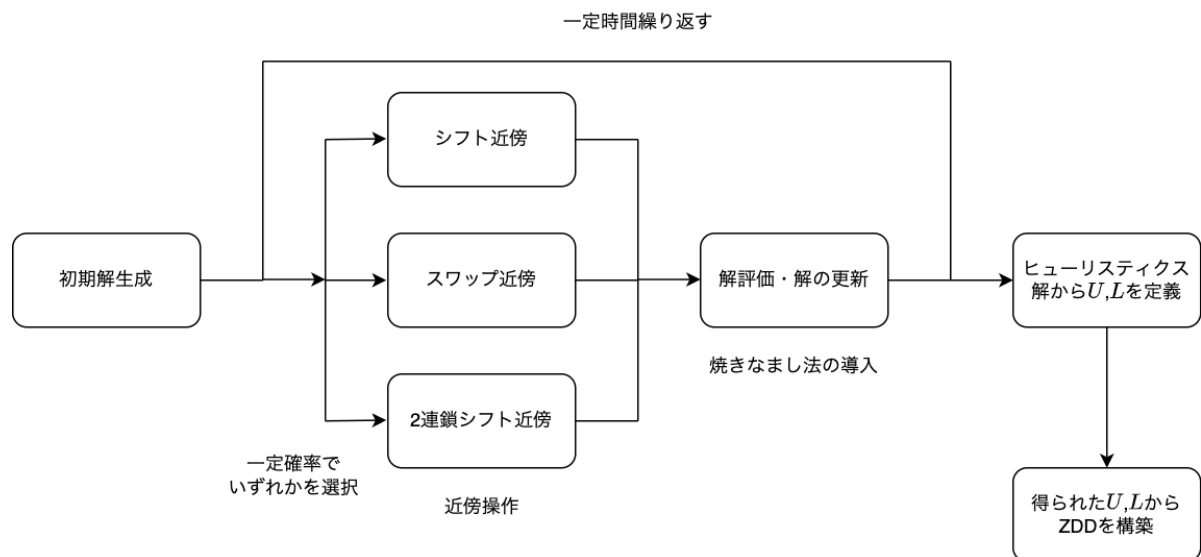 一定時間繰り返す
シフト近傍
初期解生成
スワップ近傍
解評価・解の更新
ヒューリスティクス
解からU,Lを定義
焼きなまし法の導入
2連鎖シフト近傍
一定確率で
いずれかを選択
近傍操作
得られたU,Lから
ZDDを構築